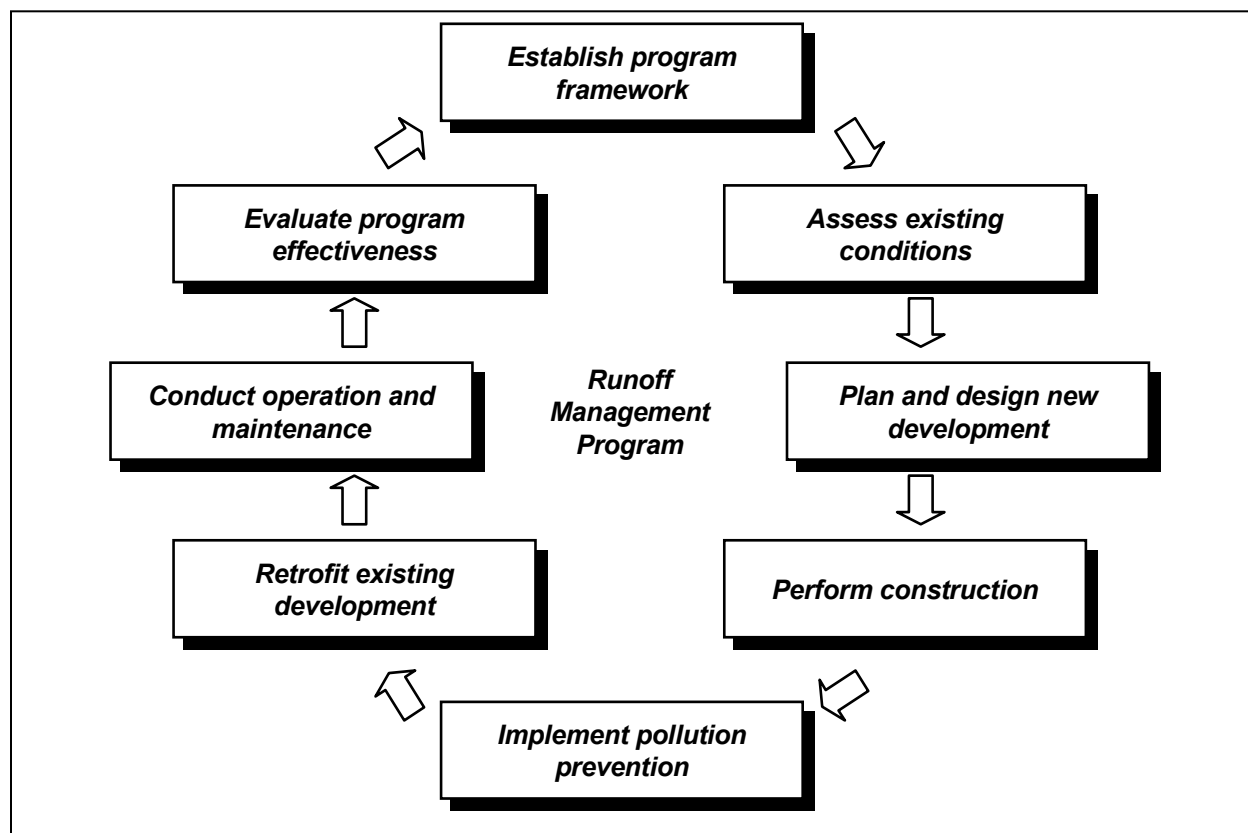 Establish program
framework
Assess existing
conditions
Plan and design new
development
Perform construction
Implement pollution
prevention
Retrofit existing
development
Conduct operation and
maintenance
Evaluate program
effectiveness
Runoff
Management
Program